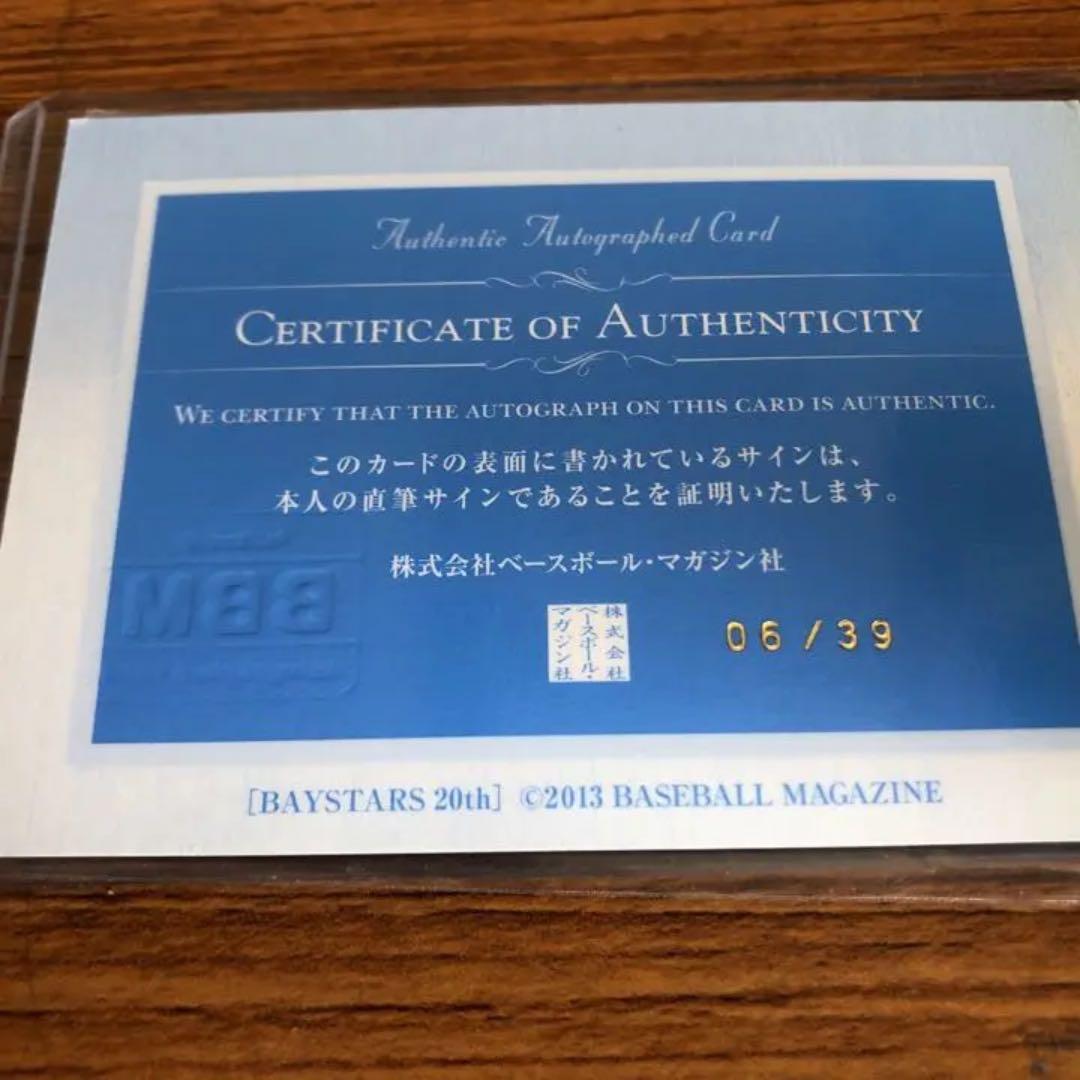 Authentic Autographed Card
CERTIFICATE OF AUTHENTICITY
WE CERTIFY THAT THE AUTOGRAPH ON THIS CARD IS AUTHENTIC.
このカードの表面に書かれているサインは、
本人の直筆サインであることを証明いたします。
株式会社ベースボール・マガジン社
BBM
株式会社
ベースボール・
マガジン社
06/39
[BAYSTARS 20th] ©2013 BASEBALL MAGAZINE